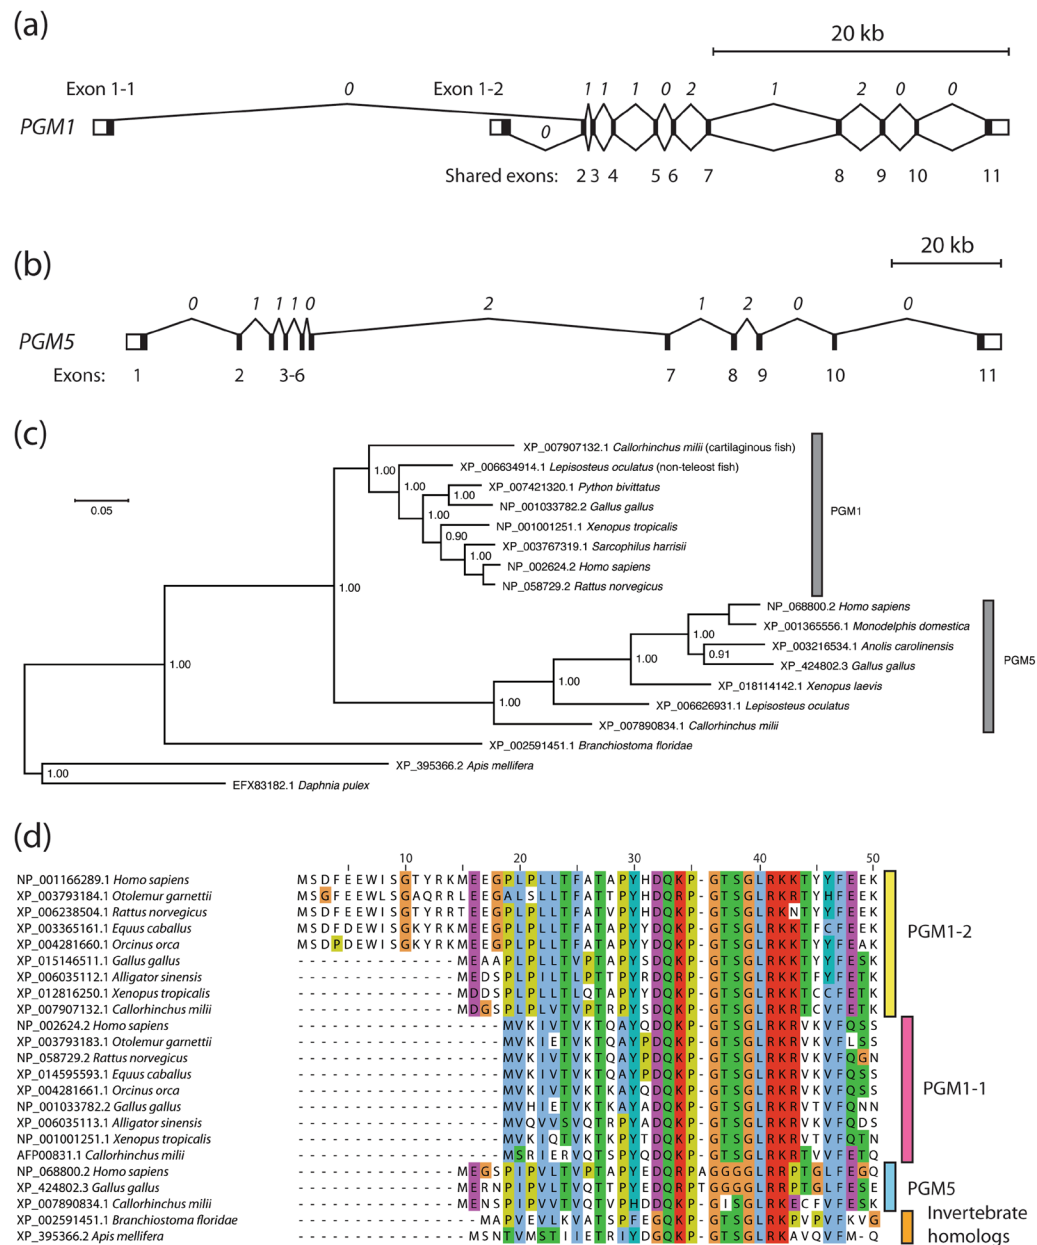 (a)
20 kb
Exon 1-1 0 Exon 1-2 1 1 1 0 2 1 2 0 0
PGM1
0
Shared exons: 2 3 4 5 6 7 8 9 10 11
(b)
20 kb
0 1 1 1 0 2 1 2 0 0
PGM5
Exons: 1 2 3-6 7 8 9 10 11
(c)
XP_007907132.1 Callorhinchus milii (cartilaginous fish)
1.00
XP_006634914.1 Lepisosteus oculatus (non-teleost fish)
1.00
XP_007421320.1 Python bivittatus
1.00
0.05
NP_001033782.2 Gallus gallus
1.00
PGM1
NP_001001251.1 Xenopus tropicalis
0.90
XP_003767319.1 Sarcophilus harrisii
1.00
NP_002624.2 Homo sapiens
NP_058729.2 Rattus norvegicus
1.00
NP_068800.2 Homo sapiens
XP_001365556.1 Monodelphis domestica
1.00
XP_003216534.1 Anolis carolinensis
0.91
1.00
XP_424802.3 Gallus gallus
PGM5
1.00
1.00
XP_018114142.1 Xenopus laevis
1.00
XP_006626931.1 Lepisosteus oculatus
XP_007890834.1 Callorhinchus milii
XP_002591451.1 Branchiostoma floridae
XP_395366.2 Apis mellifera
1.00
EFX83182.1 Daphnia pulex
(d)
10 20 30 40 50
NP_001166289.1 Homo sapiens MSDFEEWISGTYRKMEEGPLPLLTFATAPYHDQKP-GTSGLRKKTYYFEEK
XP_003793184.1 Otolemur garnettii MSGFEEWISGAQRRLEEGALSLLTFATTPYHDQKP-GTSGLRKKTYHFEEK
XP_006238504.1 Rattus norvegicus MSDFEEWISGTYRRTEEGPLPLLTFATVPYHDQKP-GTSGLRKNTYYFEEK
XP_003365161.1 Equus caballus MSDFDEWISGKYRKMEEGPLPLLTFATTPYYDQKP-GTSGLRKKTFCFEEK
XP_004281660.1 Orcinus orca MSDPDEWISGKYRKMEEGPLPLLTFATAPYYDQKP-GTSGLRKKTYYFEAK
XP_015146511.1 Gallus gallus --------------MEAAPLPILTVPTAPYSDQKP-GTSGLRKKTYYFESK
XP_006035112.1 Alligator sinensis --------------MEDSPLPILTLPTTPYYDQKP-GTSGLRKKTFYFESK
XP_012816250.1 Xenopus tropicalis --------------MDDSPLPLLTLQTAPYYDQKP-GTSGLRKKTCCFETK
XP_007907132.1 Callorhinchus milii --------------MDGSPLPLVTVPTRPYSDQKP-GTSGLRKKTCVFETK
PGM1-2
NP_002624.2 Homo sapiens ------------------MVKIVTVKTQAYQDQKP-GTSGLRKRVKVFQSS
XP_003793183.1 Otolemur garnettii ------------------MVKIETVKTQAYPDQKP-GTSGLRKRVKVFLSS
NP_058729.2 Rattus norvegicus ------------------MVKIVTVKTQAYPDQKP-GTSGLRKRVKVFQGN
XP_014595593.1 Equus caballus ------------------MVKIVTVKTQAYPDQKP-GTSGLRKRVKVFQSS
XP_004281661.1 Orcinus orca ------------------MVKIVTVKTKAYQDQKP-GTSGLRKRVKVFQSS
NP_001033782.2 Gallus gallus ------------------MVHIETVKTKAYADQKP-GTSGLRKRVTVFQNN
XP_006035113.1 Alligator sinensis ------------------MVQVVSVQTRAYADQKP-GTSGLRKRVKVFQDS
NP_001001251.1 Xenopus tropicalis ------------------MVKIQTVKTKPYTDQKP-GTSGLRKRVTVFQTN
AFP00831.1 Callorhinchus milii ------------------MSRIERVQTSPYQDQKP-GTSGLRKRVTVFETQ
PGM1-1
NP_068800.2 Homo sapiens --------------MEGSPIPVLTVPTAPYEDQRPAGGGGLRRPTGLFEGQ
XP_424802.3 Gallus gallus --------------MERNPIPVLTVQTTPYEDQRPTGGGGLRRPTGLFESE
XP_007890834.1 Callorhinchus milii --------------MENSPIPVVTVQTVPYHDQKP-GISGLRKECFVFESK
PGM5
XP_002591451.1 Branchiostoma floridae ----------------MAPVEVLKVATSPFEGQKP-GTSGLRKPVPVFKVG
XP_395366.2 Apis mellifera ---------------MSNTVMSTIIETRIYDGQKP-GTSGLRKAVQVFM-Q
Invertebrate
homologs